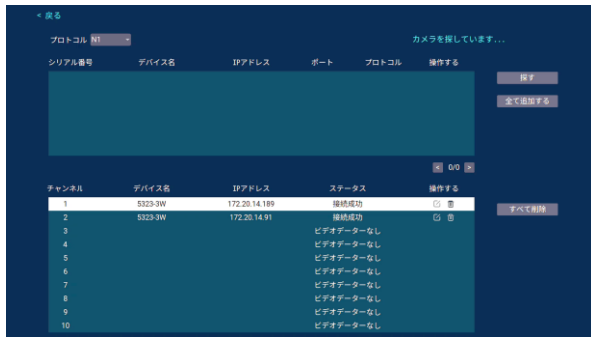 < 戻る
プロトコル N1 カメラを探しています...
シリアル番号 デバイス名 IPアドレス ポート プロトコル 操作する
探す
全て追加する
< 0/0 >
チャンネル デバイス名 IPアドレス ステータス 操作する
1 5323-3W 172.20.14.189 接続成功
すべて削除
2 5323-3W 172.20.14.91 接続成功
3 ビデオデーターなし
4 ビデオデーターなし
5 ビデオデーターなし
6 ビデオデーターなし
7 ビデオデーターなし
8 ビデオデーターなし
9 ビデオデーターなし
10 ビデオデーターなし